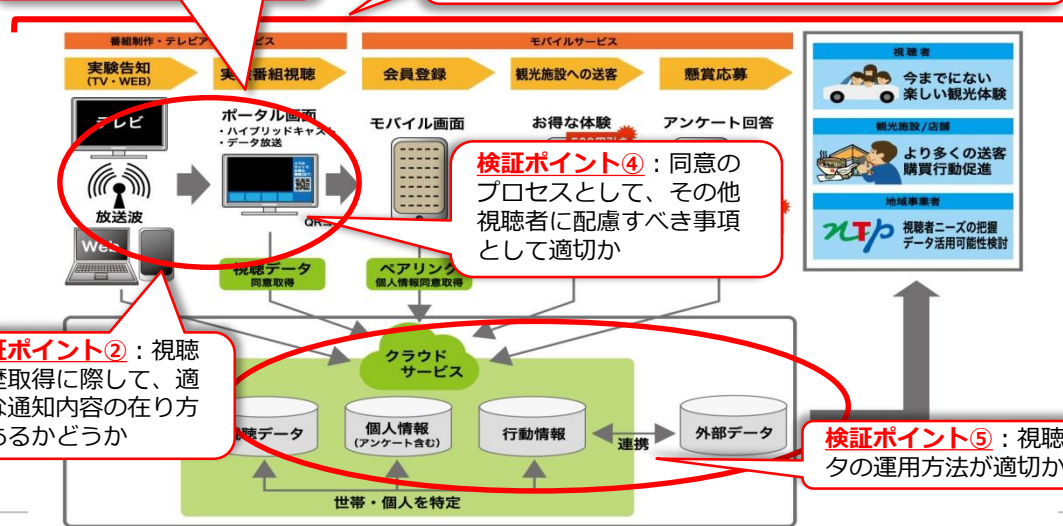 番組制作・テレビア
ビス
モバイルサービス
実験告知
(TV・WEB)
実
番組視聴
会員登録
観光施設への送客
懸賞応募
テレビ
放送波
Web
ポータル画面
・ハイブリッドキャスト
・データ放送
QRコ
モバイル画面
お得な体験
アンケート回答
検証ポイント④：同意の
プロセスとして、その他
視聴者に配慮すべき事項
として適切か
視聴データ
同意取得
ペアリング
個人情報同意取得
視聴者
今までにない
楽しい観光体験
観光施設/店舗
より多くの送客
購買行動促進
地域事業者
nTp
視聴者ニーズの把握
データ活用可能性検討
証ポイント②：視聴
歴取得に際して、適
な通知内容の在り方
あるかどうか
クラウド
サービス
聴データ
個人情報
(アンケート含む)
行動情報
連携
外部データ
世帯・個人を特定
検証ポイント⑤：視聴
タの運用方法が適切か